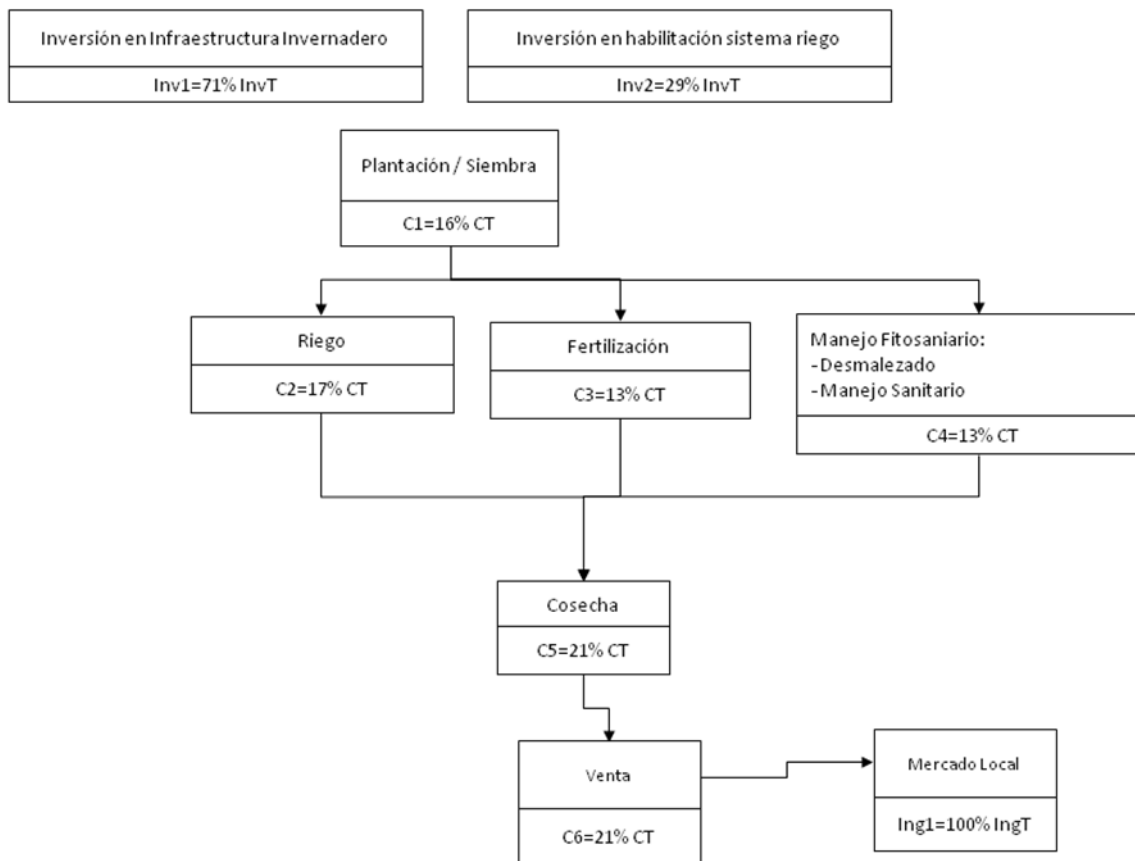 Inversión en Infraestructura Invernadero
Inv1=71% InvT
Inversión en habilitación sistema riego
Inv2=29% InvT
Plantación / Siembra
C1=16% CT
Riego
C2=17% CT
Fertilización
C3=13% CT
Manejo Fitosaniario:
-Desmalezado
-Manejo Sanitario
C4=13% CT
Cosecha
C5=21% CT
Venta
C6=21% CT
Mercado Local
Ing1=100% IngT